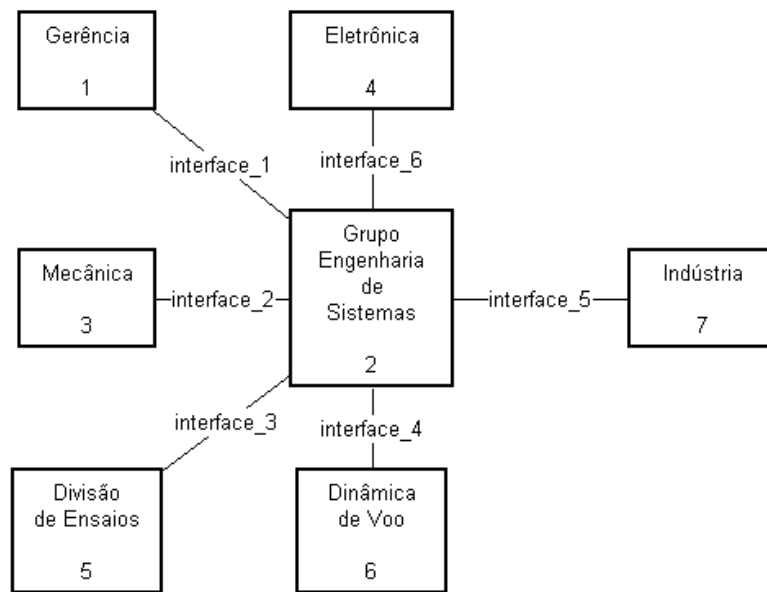 Gerência
1
Eletrônica
4
interface_1
interface_6
Grupo
Engenharia
de
Sistemas
2
Mecânica
3
interface_2
interface_5
Indústria
7
interface_3
interface_4
Divisão
de Ensaios
5
Dinâmica
de Voo
6